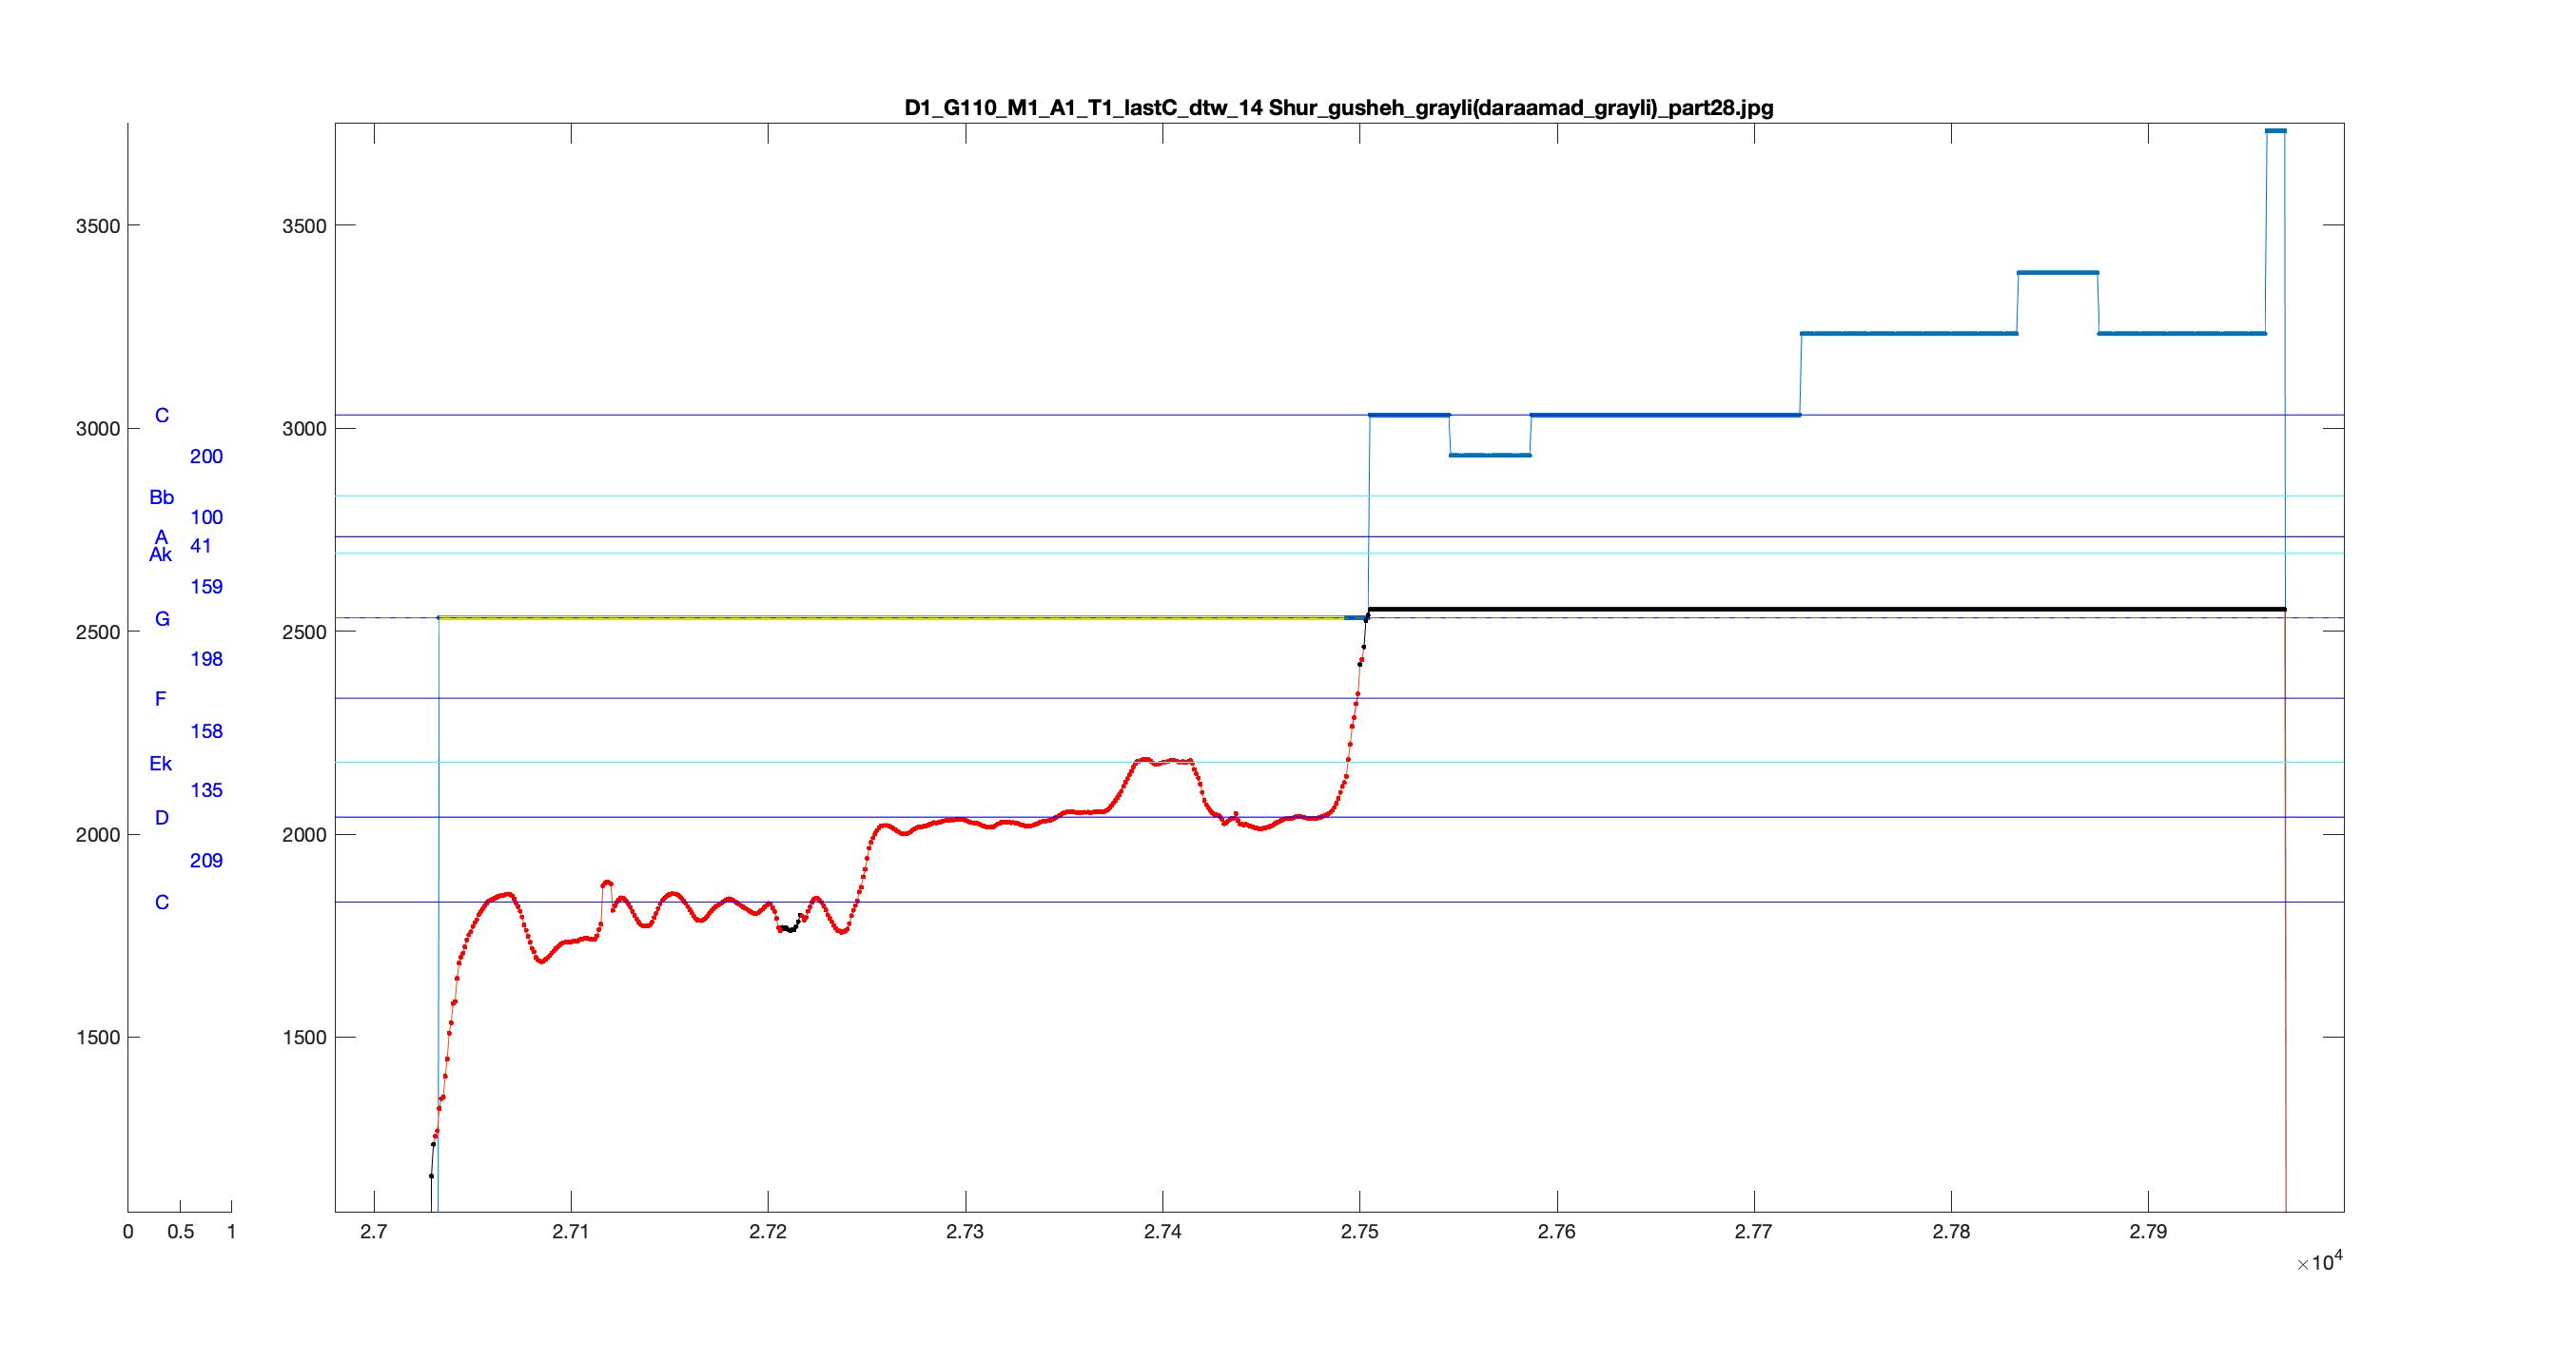 D1_G110_M1_A1_T1_lastC_dtw_14 Shur_gusheh_grayli(daraamad_grayli)_part28.jpg
3500 3500
C
3000 3000
200
Bb
100
A
41
Ak
159
G
2500 2500
198
F
158
Ek
135
D
2000 2000
209
C
1500 1500
0 0.5 1 2.7 2.71 2.72 2.73 2.74 2.75 2.76 2.77 2.78 2.79
×10⁴